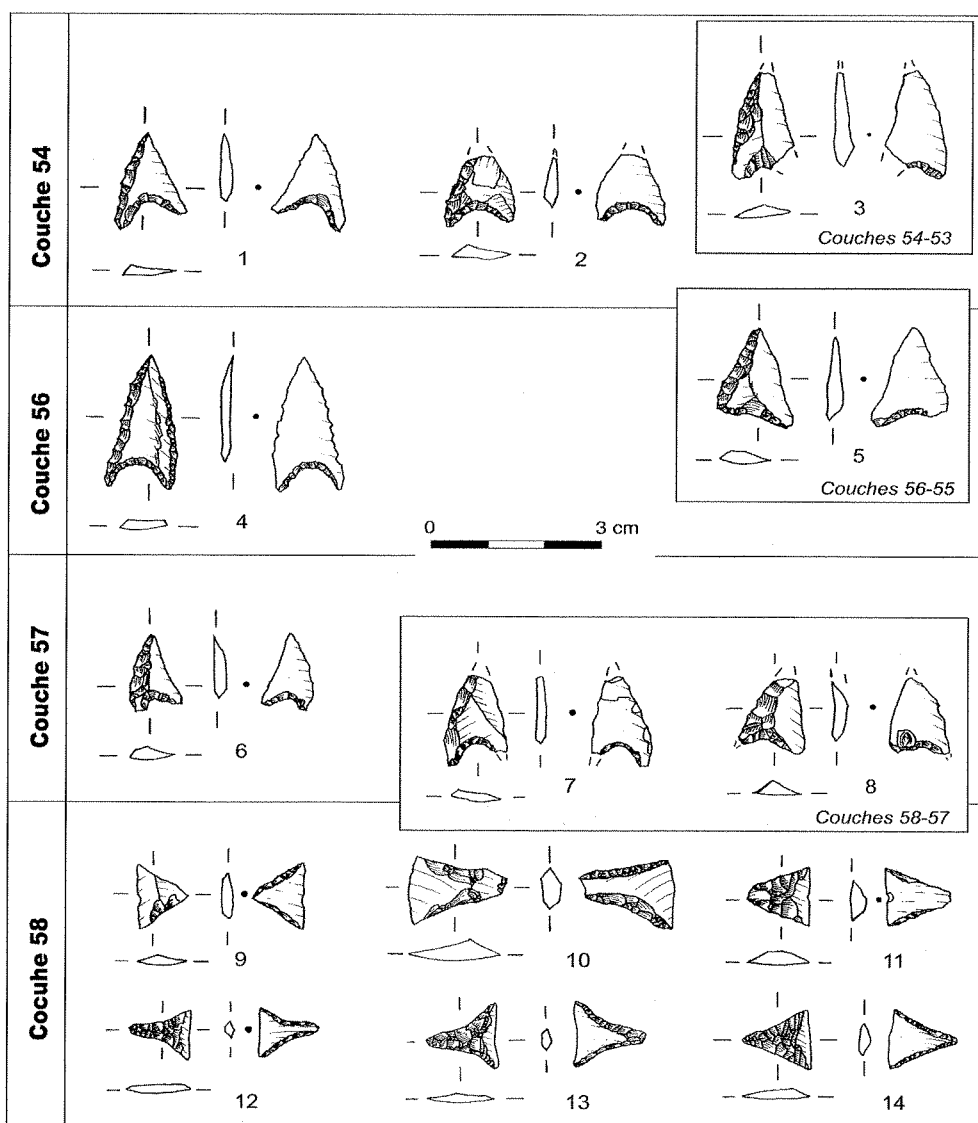 Couche 54
1
2
3
Couches 54-53
Couche 56
4
5
Couches 56-55
0 3 cm
Couche 57
6
7
8
Couches 58-57
Cocuhe 58
9
10
11
12
13
14